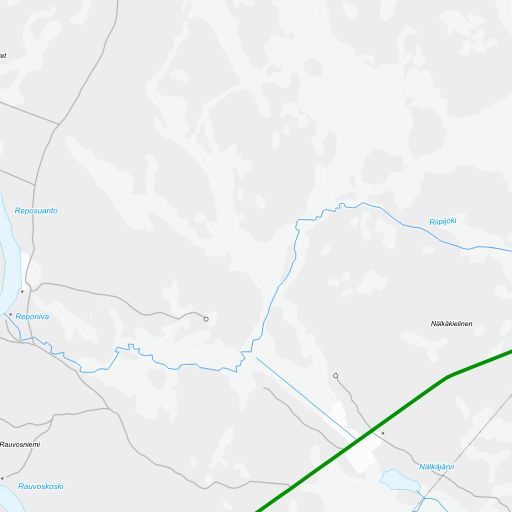 Reposuanto
Riipijoki
Reponiva
Nälkäkielinen
Rauvosniemi
Nälkäjärvi
Rauvoskoski